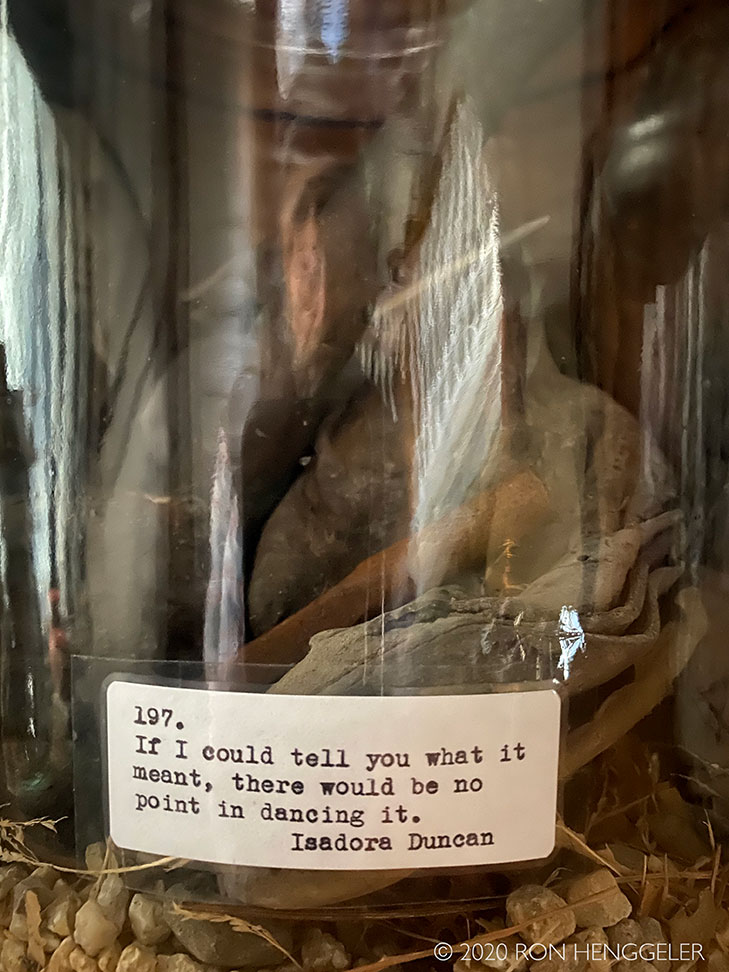 197.
If I could tell you what it
meant, there would be no
point in dancing it.
Isadora Duncan
© 2020 RON HENGGELER